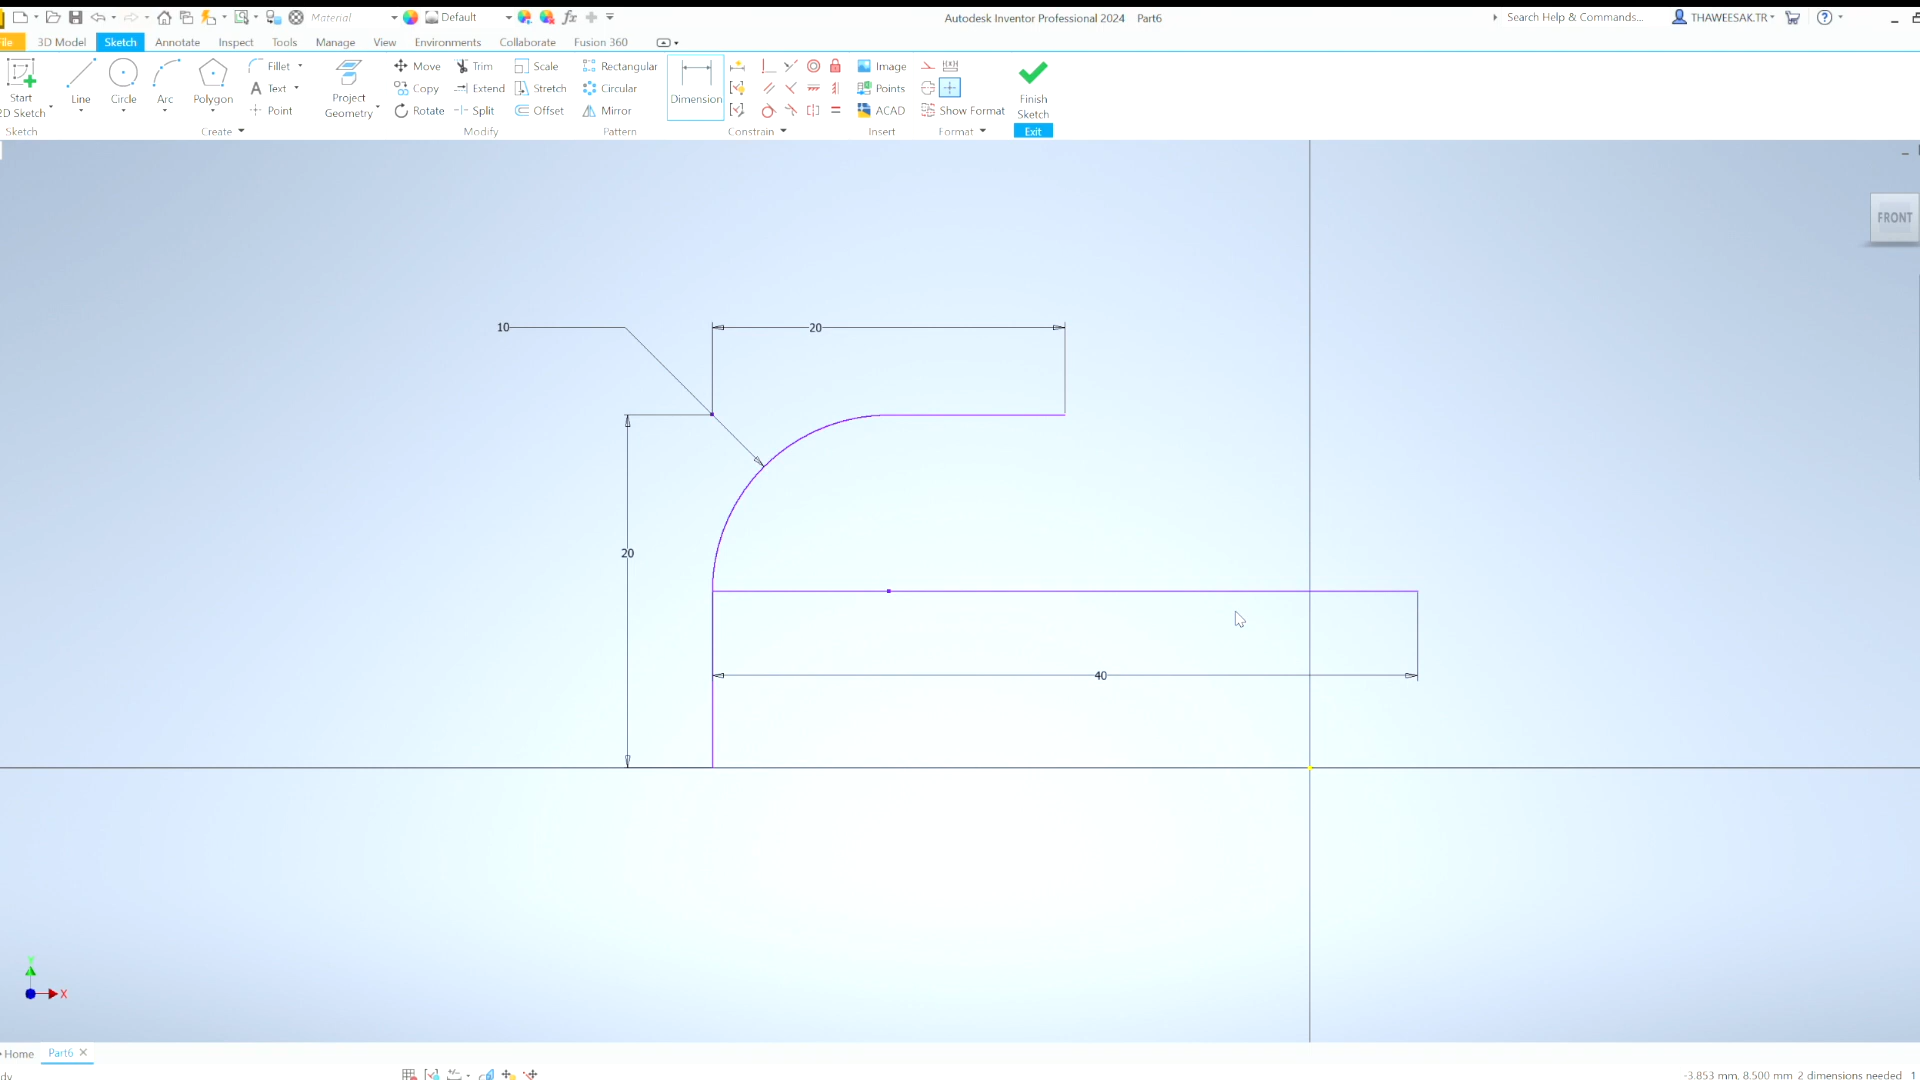 Material
Default
Autodesk Inventor Professional 2024 Part6
Search Help & Commands...
THAWEESAK.TR
ile 3D Model Sketch Annotate Inspect Tools Manage View Environments Collaborate Fusion 360
Start
2D Sketch
Line Circle Arc Polygon
Fillet
Text
Point
Project
Geometry
Move Trim Scale
Copy Extend Stretch
Rotate Split Offset
Rectangular
Circular
Mirror
Dimension
Image
Points
ACAD
Show Format
Finish
Sketch
Sketch Create Modify Pattern Constrain Insert Format Exit
FRONT
10
20
20
40
Y
X
Home Part6
dy
-3.853 mm, 8.500 mm 2 dimensions needed 1